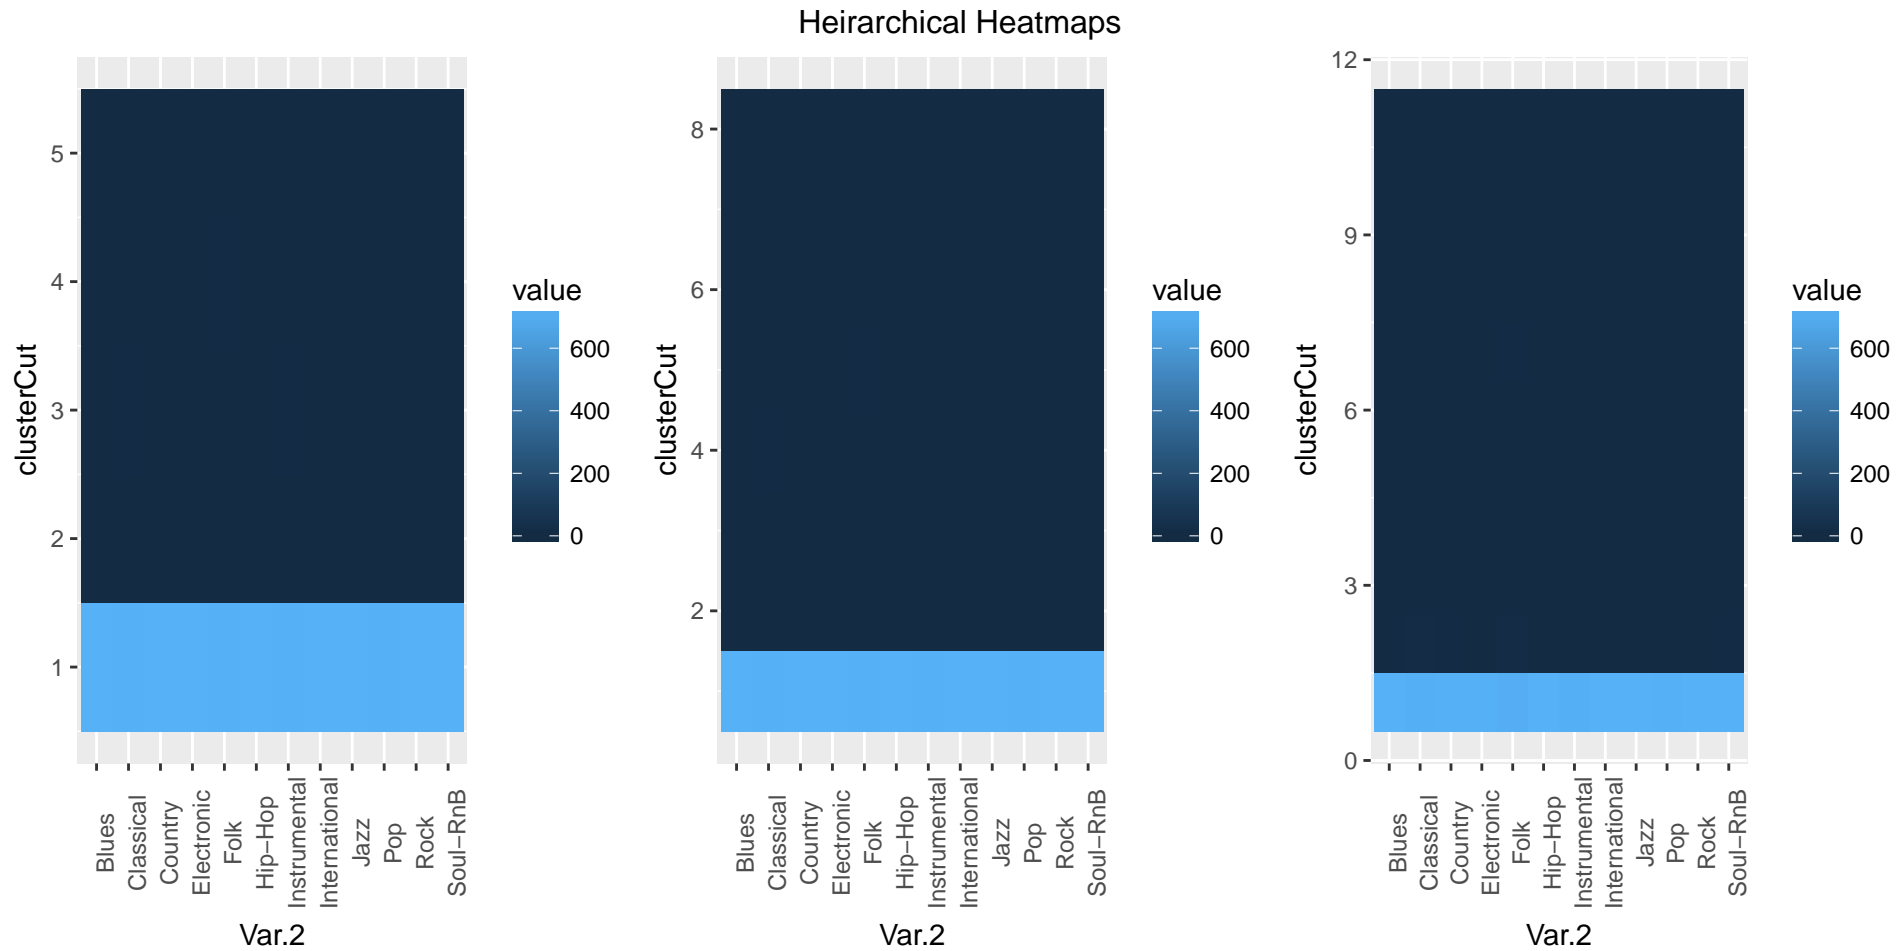 Heirarchical Heatmaps
clusterCut
5
4
3
2
1
Blues
Classical
Country
Electronic
Folk
Hip−Hop
Instrumental
International
Jazz
Pop
Rock
Soul−RnB
Var.2
value
600
400
200
0
clusterCut
8
6
4
2
Blues
Classical
Country
Electronic
Folk
Hip−Hop
Instrumental
International
Jazz
Pop
Rock
Soul−RnB
Var.2
value
600
400
200
0
clusterCut
12
9
6
3
0
Blues
Classical
Country
Electronic
Folk
Hip−Hop
Instrumental
International
Jazz
Pop
Rock
Soul−RnB
Var.2
value
600
400
200
0